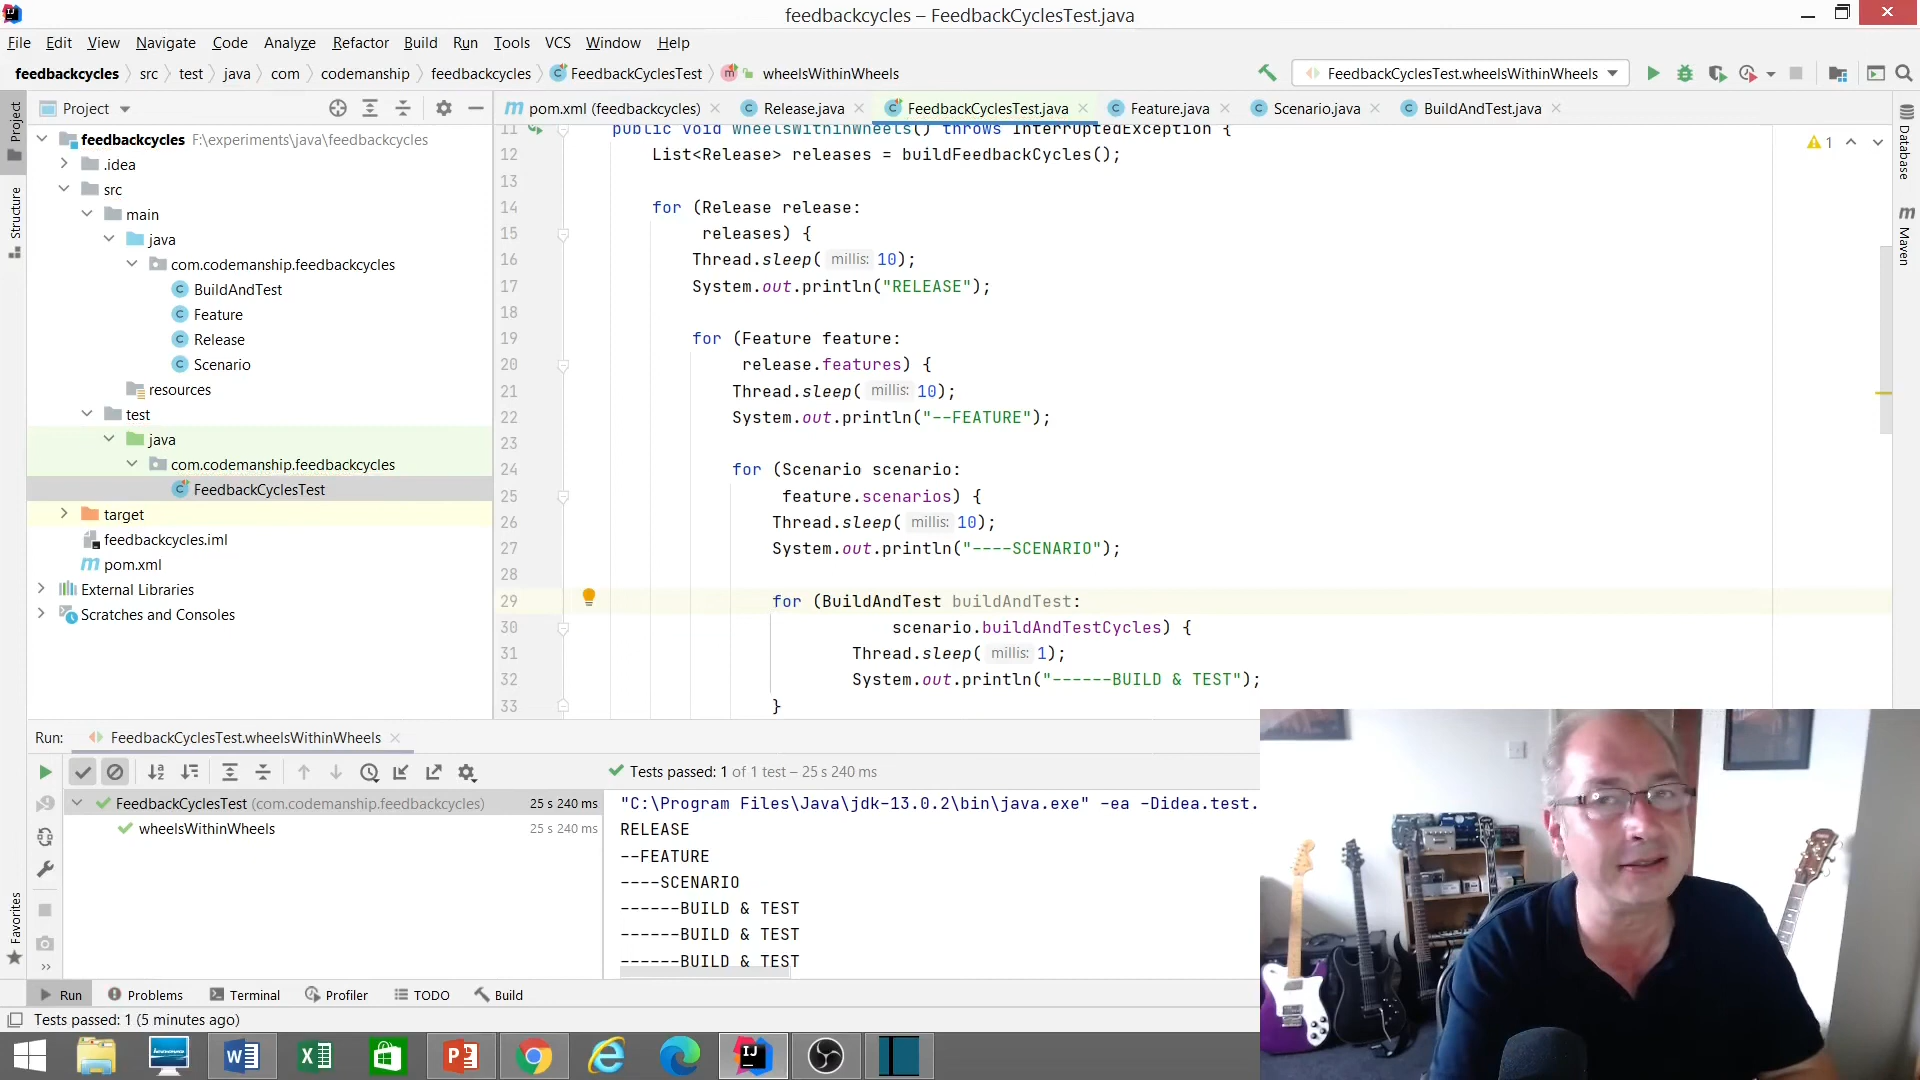 feedbackcycles – FeedbackCyclesTest.java
File Edit View Navigate Code Analyze Refactor Build Run Tools VCS Window Help
feedbackcycles src test java com codemanship feedbackcycles FeedbackCyclesTest m wheelsWithinWheels
FeedbackCyclesTest.wheelsWithinWheels
Project
pom.xml (feedbackcycles) Release.java FeedbackCyclesTest.java Feature.java Scenario.java BuildAndTest.java
Project
Structure
Favorites
feedbackcycles F:\experiments\java\feedbackcycles
.idea
src
main
java
com.codemanship.feedbackcycles
BuildAndTest
Feature
Release
Scenario
resources
test
java
com.codemanship.feedbackcycles
FeedbackCyclesTest
target
feedbackcycles.iml
pom.xml
External Libraries
Scratches and Consoles
11 public void wheelsWithinWheels() throws InterruptedException {
12 List<Release> releases = buildFeedbackCycles();
13
14 for (Release release:
15 releases) {
16 Thread.sleep( millis: 10);
17 System.out.println("RELEASE");
18
19 for (Feature feature:
20 release.features) {
21 Thread.sleep( millis: 10);
22 System.out.println("--FEATURE");
23
24 for (Scenario scenario:
25 feature.scenarios) {
26 Thread.sleep( millis: 10);
27 System.out.println("----SCENARIO");
28
29 for (BuildAndTest buildAndTest:
30 scenario.buildAndTestCycles) {
31 Thread.sleep( millis: 1);
32 System.out.println("------BUILD & TEST");
33 }
1
Database
Maven
Run: FeedbackCyclesTest.wheelsWithinWheels
Tests passed: 1 of 1 test – 25 s 240 ms
FeedbackCyclesTest (com.codemanship.feedbackcycles) 25 s 240 ms
wheelsWithinWheels 25 s 240 ms
"C:\Program Files\Java\jdk-13.0.2\bin\java.exe" -ea -Didea.test.
RELEASE
--FEATURE
----SCENARIO
------BUILD & TEST
------BUILD & TEST
------BUILD & TEST
Run Problems Terminal Profiler TODO Build
Tests passed: 1 (5 minutes ago)